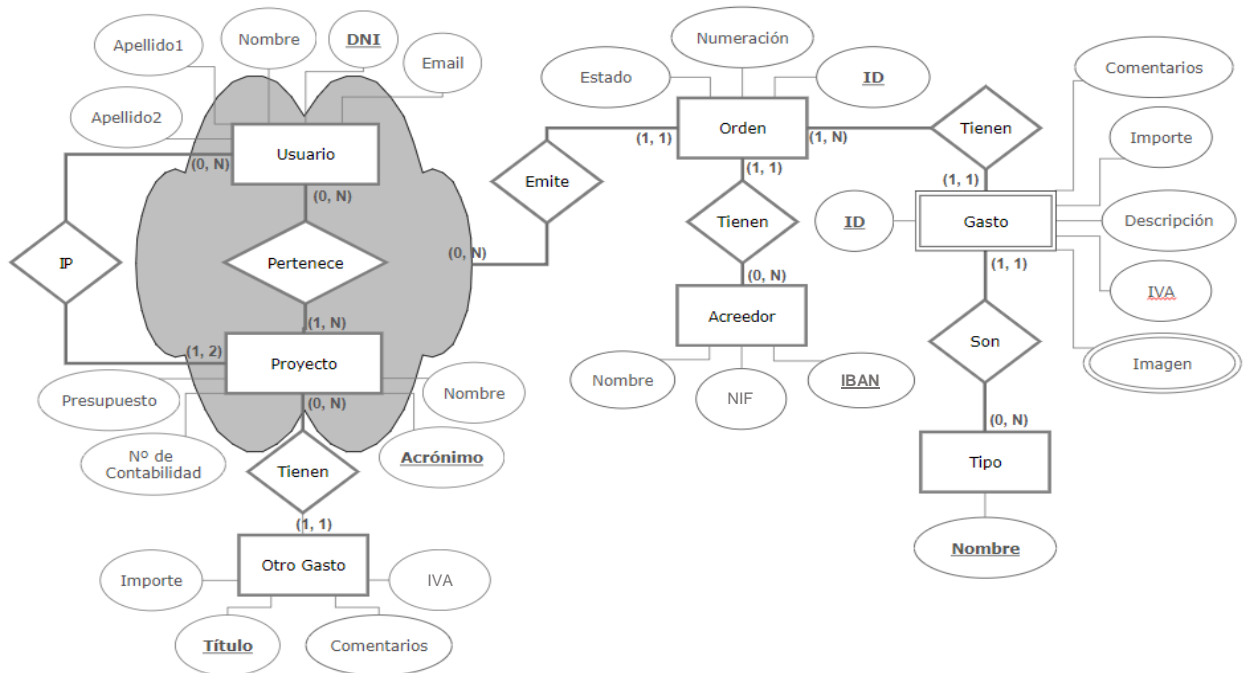 Apellido1
Nombre
DNI
Email
Apellido2
Usuario
(0, N)
(0, N)
IP
Pertenece
(1, N)
(1, 2)
Proyecto
(0, N)
Presupuesto
Nombre
Nº de
Contabilidad
Acrónimo
Tienen
(1, 1)
Otro Gasto
Importe
IVA
Título
Comentarios
(0, N)
Emite
(1, 1)
Estado
Numeración
ID
Orden
(1, N)
(1, 1)
Tienen
(0, N)
Acreedor
Nombre
NIF
IBAN
Tienen
(1, 1)
ID
Gasto
Comentarios
Importe
Descripción
IVA
Imagen
(1, 1)
Son
(0, N)
Tipo
Nombre